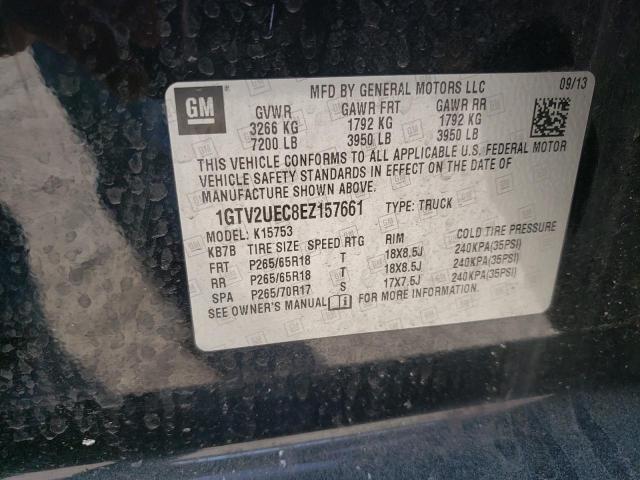 GM
MFD BY GENERAL MOTORS LLC 09/13
GVWR GAWR FRT GAWR RR
3266 KG 1792 KG 1792 KG
7200 LB 3950 LB 3950 LB
THIS VEHICLE CONFORMS TO ALL APPLICABLE U.S. FEDERAL MOTOR
VEHICLE SAFETY STANDARDS IN EFFECT ON THE DATE OF
MANUFACTURE SHOWN ABOVE.
1GTV2UEC8EZ157661 TYPE: TRUCK
MODEL: K15753
KB7B TIRE SIZE SPEED RTG RIM COLD TIRE PRESSURE
FRT P265/65R18 T 18X8.5J 240KPA(35PSI)
RR P265/65R18 T 18X8.5J 240KPA(35PSI)
SPA P265/70R17 S 17X7.5J 240KPA(35PSI)
SEE OWNER'S MANUAL FOR MORE INFORMATION.